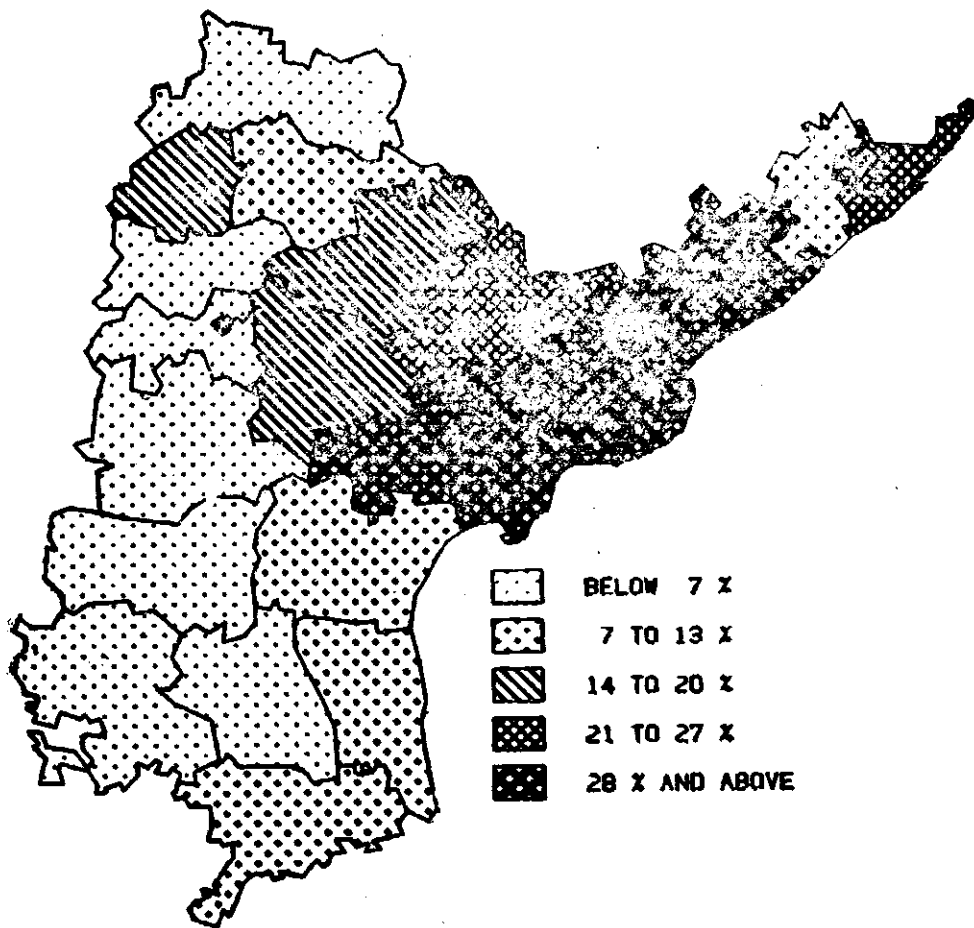 BELOW 7 %
7 TO 13 %
14 TO 20 %
21 TO 27 %
28 % AND ABOVE